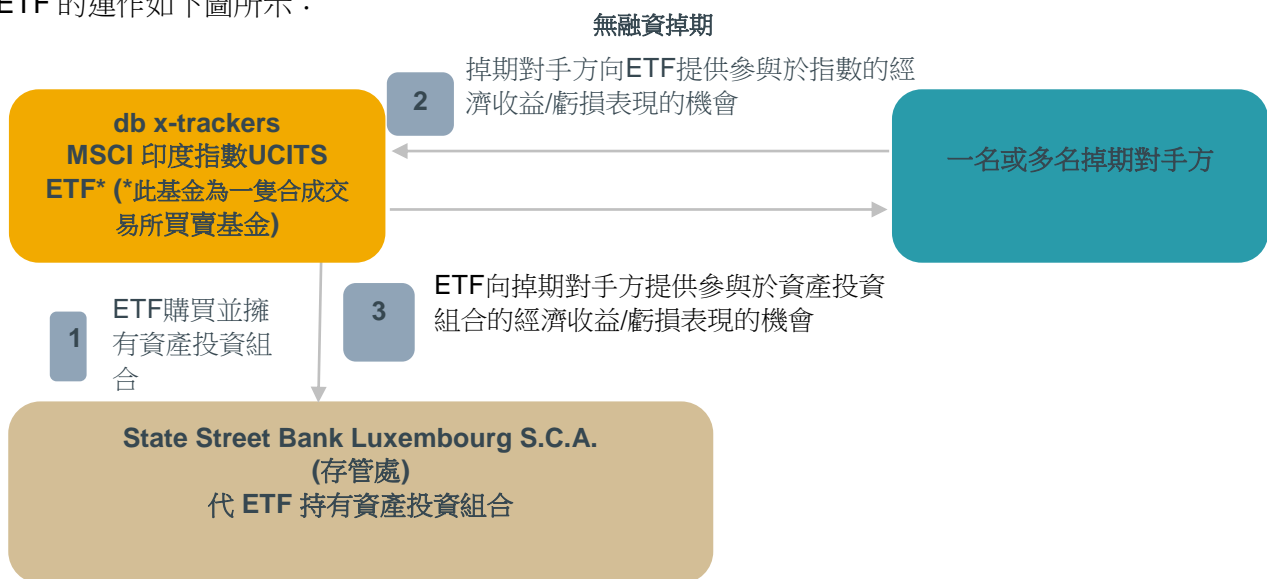 ETF 的運作如下圖所示：
無融資掉期
2
掉期對手方向ETF提供參與於指數的經
濟收益/虧損表現的機會
db x-trackers
MSCI 印度指數UCITS
ETF* (*此基金為一隻合成交
易所買賣基金)
一名或多名掉期對手方
1
ETF購買並擁
有資產投資組
合
3
ETF向掉期對手方提供參與於資產投資
組合的經濟收益/虧損表現的機會
State Street Bank Luxembourg S.C.A.
(存管處)
代 ETF 持有資產投資組合